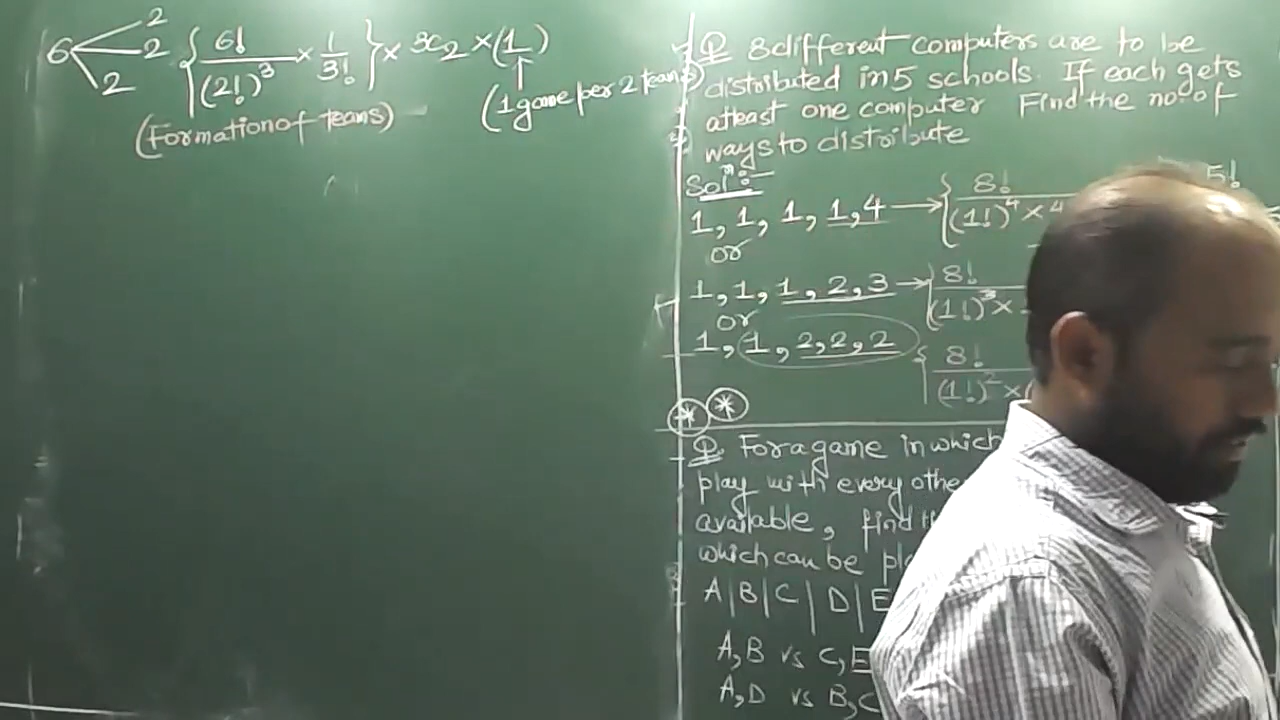 6 2 2 2 { 6! / (2!)³ × 1/3! } × 3C2 × (1)
(Formation of teams)
(1 game per 2 teams)
Q 8 different computers are to be
distributed in 5 schools. If each gets
atleast one computer Find the no. of
ways to distribute
Solⁿ:-
1, 1, 1, 1, 4 → { 8! / (1!)⁴ × 4 5!
or
1, 1, 1, 2, 3 → { 8! / (1!)³ ×
or
1, 1, 2, 2, 2 { 8! / (1!)² × (
* *
Q. For a game in which
play with every othe
available, find
which can be
A | B | C | D | E
A, B vs C, E
A, D vs B, C